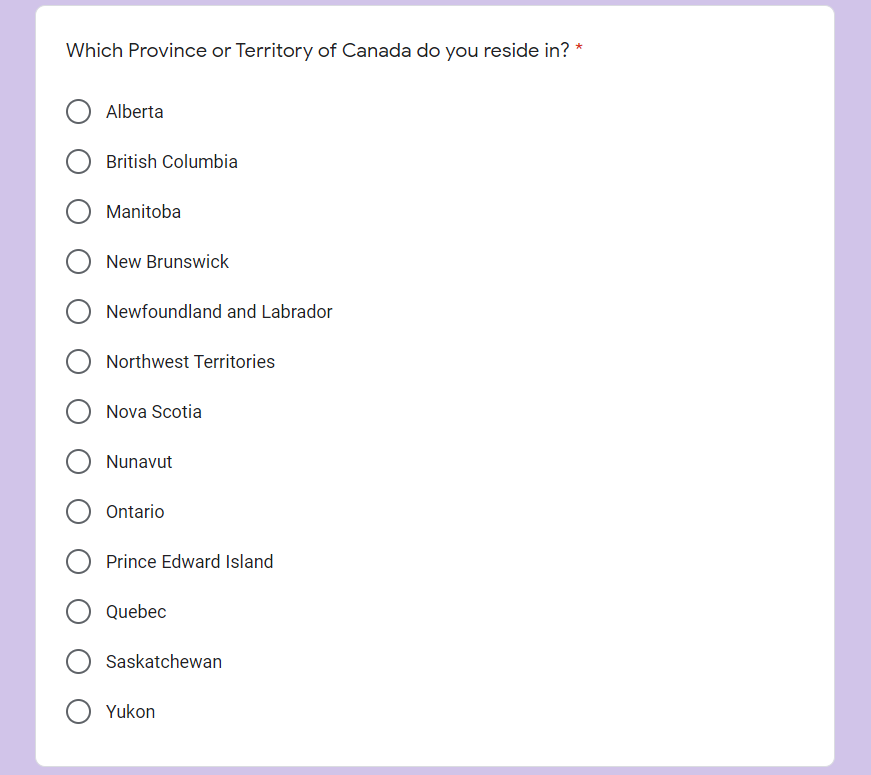 Which Province or Territory of Canada do you reside in? *
Alberta
British Columbia
Manitoba
New Brunswick
Newfoundland and Labrador
Northwest Territories
Nova Scotia
Nunavut
Ontario
Prince Edward Island
Quebec
Saskatchewan
Yukon